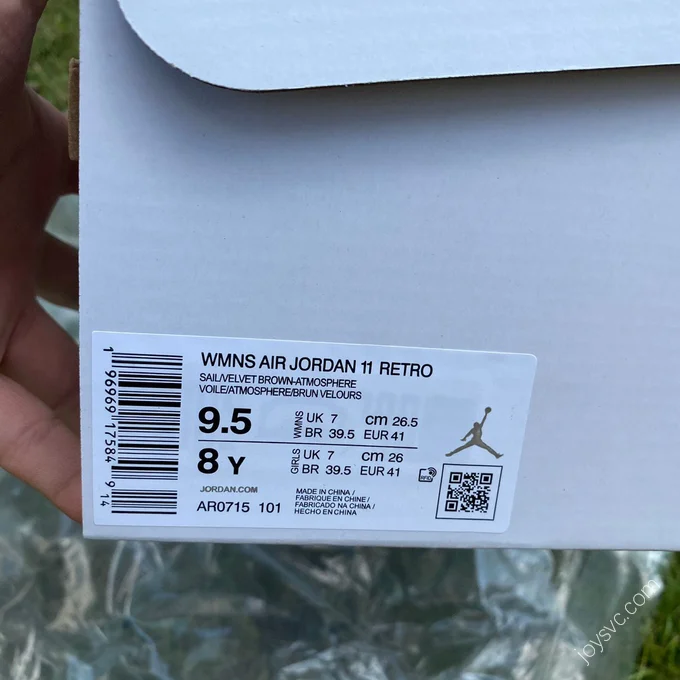 WMNS AIR JORDAN 11 RETRO
SAIL/VELVET BROWN-ATMOSPHERE
VOILE/ATMOSPHERE/BRUN VELOURS
9.5 WMNS UK 7 cm 26.5
BR 39.5 EUR 41
8 Y GIRLS UK 7 cm 26
BR 39.5 EUR 41
JORDAN.COM
AR0715 101
MADE IN CHINA /
FABRIQUE EN CHINE /
FABRICADO NA CHINA /
HECHO EN CHINA
RFID
1 96969 17584 914
joysvc.com